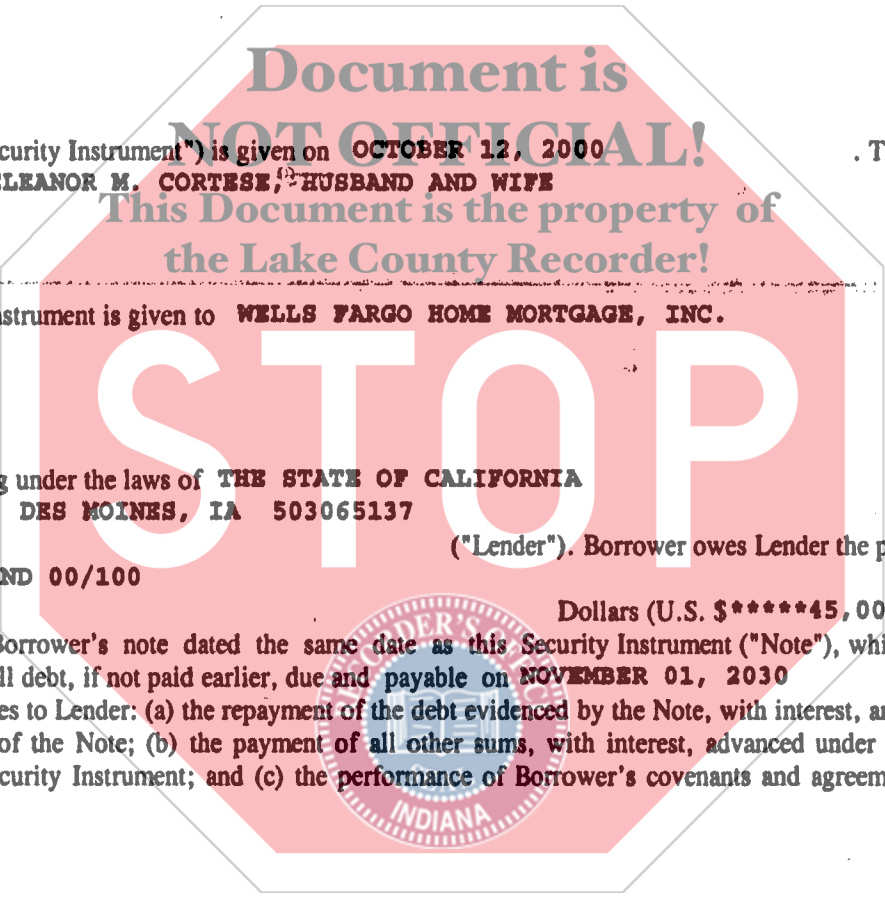 Document is
NOT OFFICIAL!
curity Instrument") is given on OCTOBER 12, 2000 . T
LEANOR M. CORTESE, HUSBAND AND WIFE
This Document is the property of
the Lake County Recorder!
strument is given to WELLS FARGO HOME MORTGAGE, INC.
STOP
g under the laws of THE STATE OF CALIFORNIA
DES MOINES, IA 503065137
("Lender"). Borrower owes Lender the p
ND 00/100
Dollars (U.S. $*****45,00
Borrower's note dated the same date as this Security Instrument ("Note"), whi
ll debt, if not paid earlier, due and payable on NOVEMBER 01, 2030
es to Lender: (a) the repayment of the debt evidenced by the Note, with interest, an
of the Note; (b) the payment of all other sums, with interest, advanced under
curity Instrument; and (c) the performance of Borrower's covenants and agreem
INDIANA